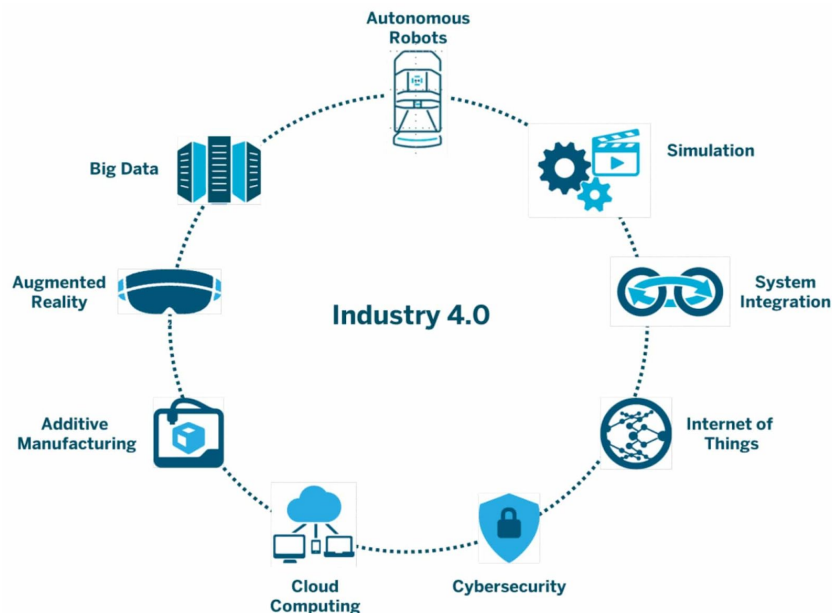 Autonomous
Robots
Simulation
System
Integration
Internet of
Things
Cybersecurity
Cloud
Computing
Additive
Manufacturing
Augmented
Reality
Big Data
Industry 4.0